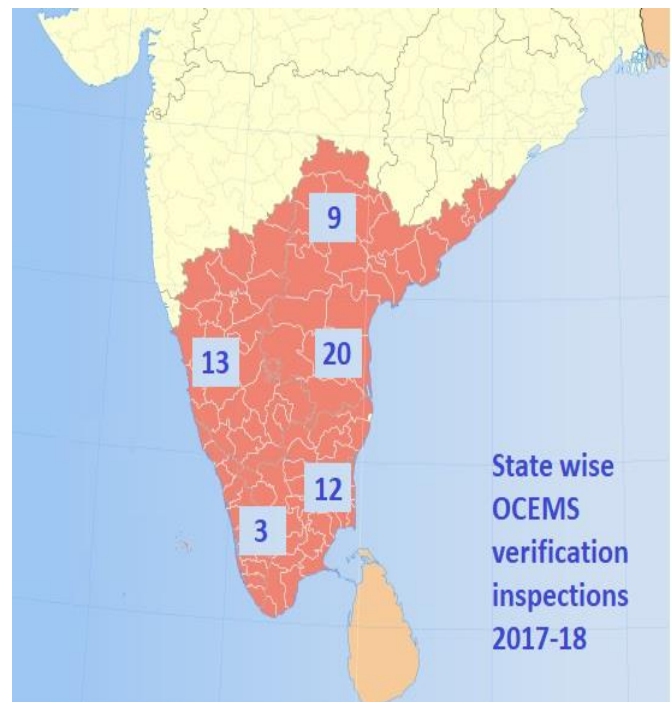 9
13
20
12
3
State wise
OCEMS
verification
inspections
2017-18